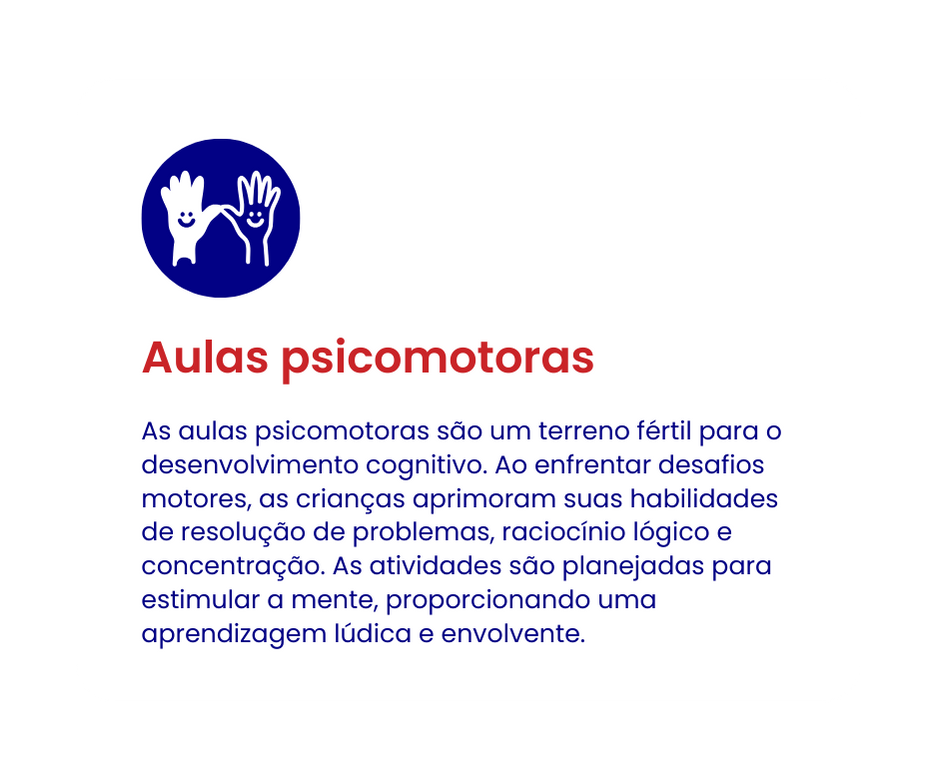 Aulas psicomotoras
As aulas psicomotoras são um terreno fértil para o
desenvolvimento cognitivo. Ao enfrentar desafios
motores, as crianças aprimoram suas habilidades
de resolução de problemas, raciocínio lógico e
concentração. As atividades são planejadas para
estimular a mente, proporcionando uma
aprendizagem lúdica e envolvente.